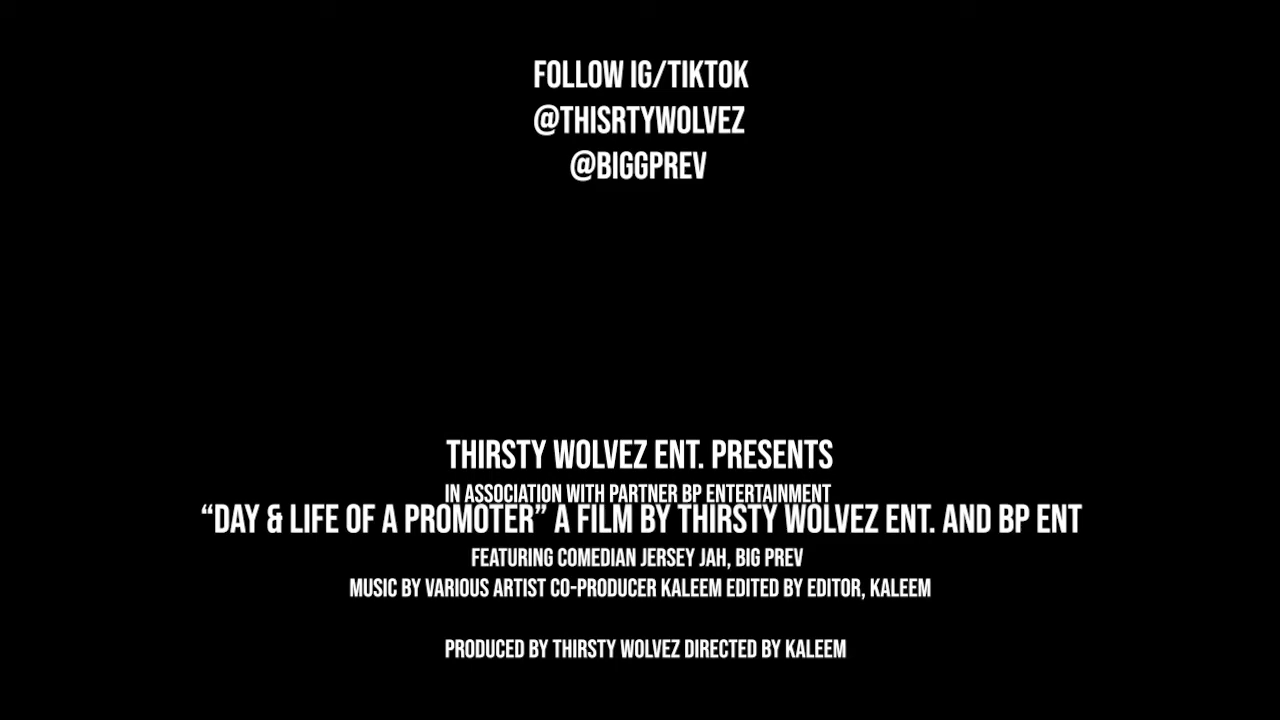 FOLLOW IG/TIKTOK
@THISRTYWOLVEZ
@BIGGPREV
THIRSTY WOLVEZ ENT. PRESENTS
IN ASSOCIATION WITH PARTNER BP ENTERTAINMENT
“DAY & LIFE OF A PROMOTER” A FILM BY THIRSTY WOLVEZ ENT. AND BP ENT
FEATURING COMEDIAN JERSEY JAH, BIG PREV
MUSIC BY VARIOUS ARTIST CO-PRODUCER KALEEM EDITED BY EDITOR, KALEEM
PRODUCED BY THIRSTY WOLVEZ DIRECTED BY KALEEM